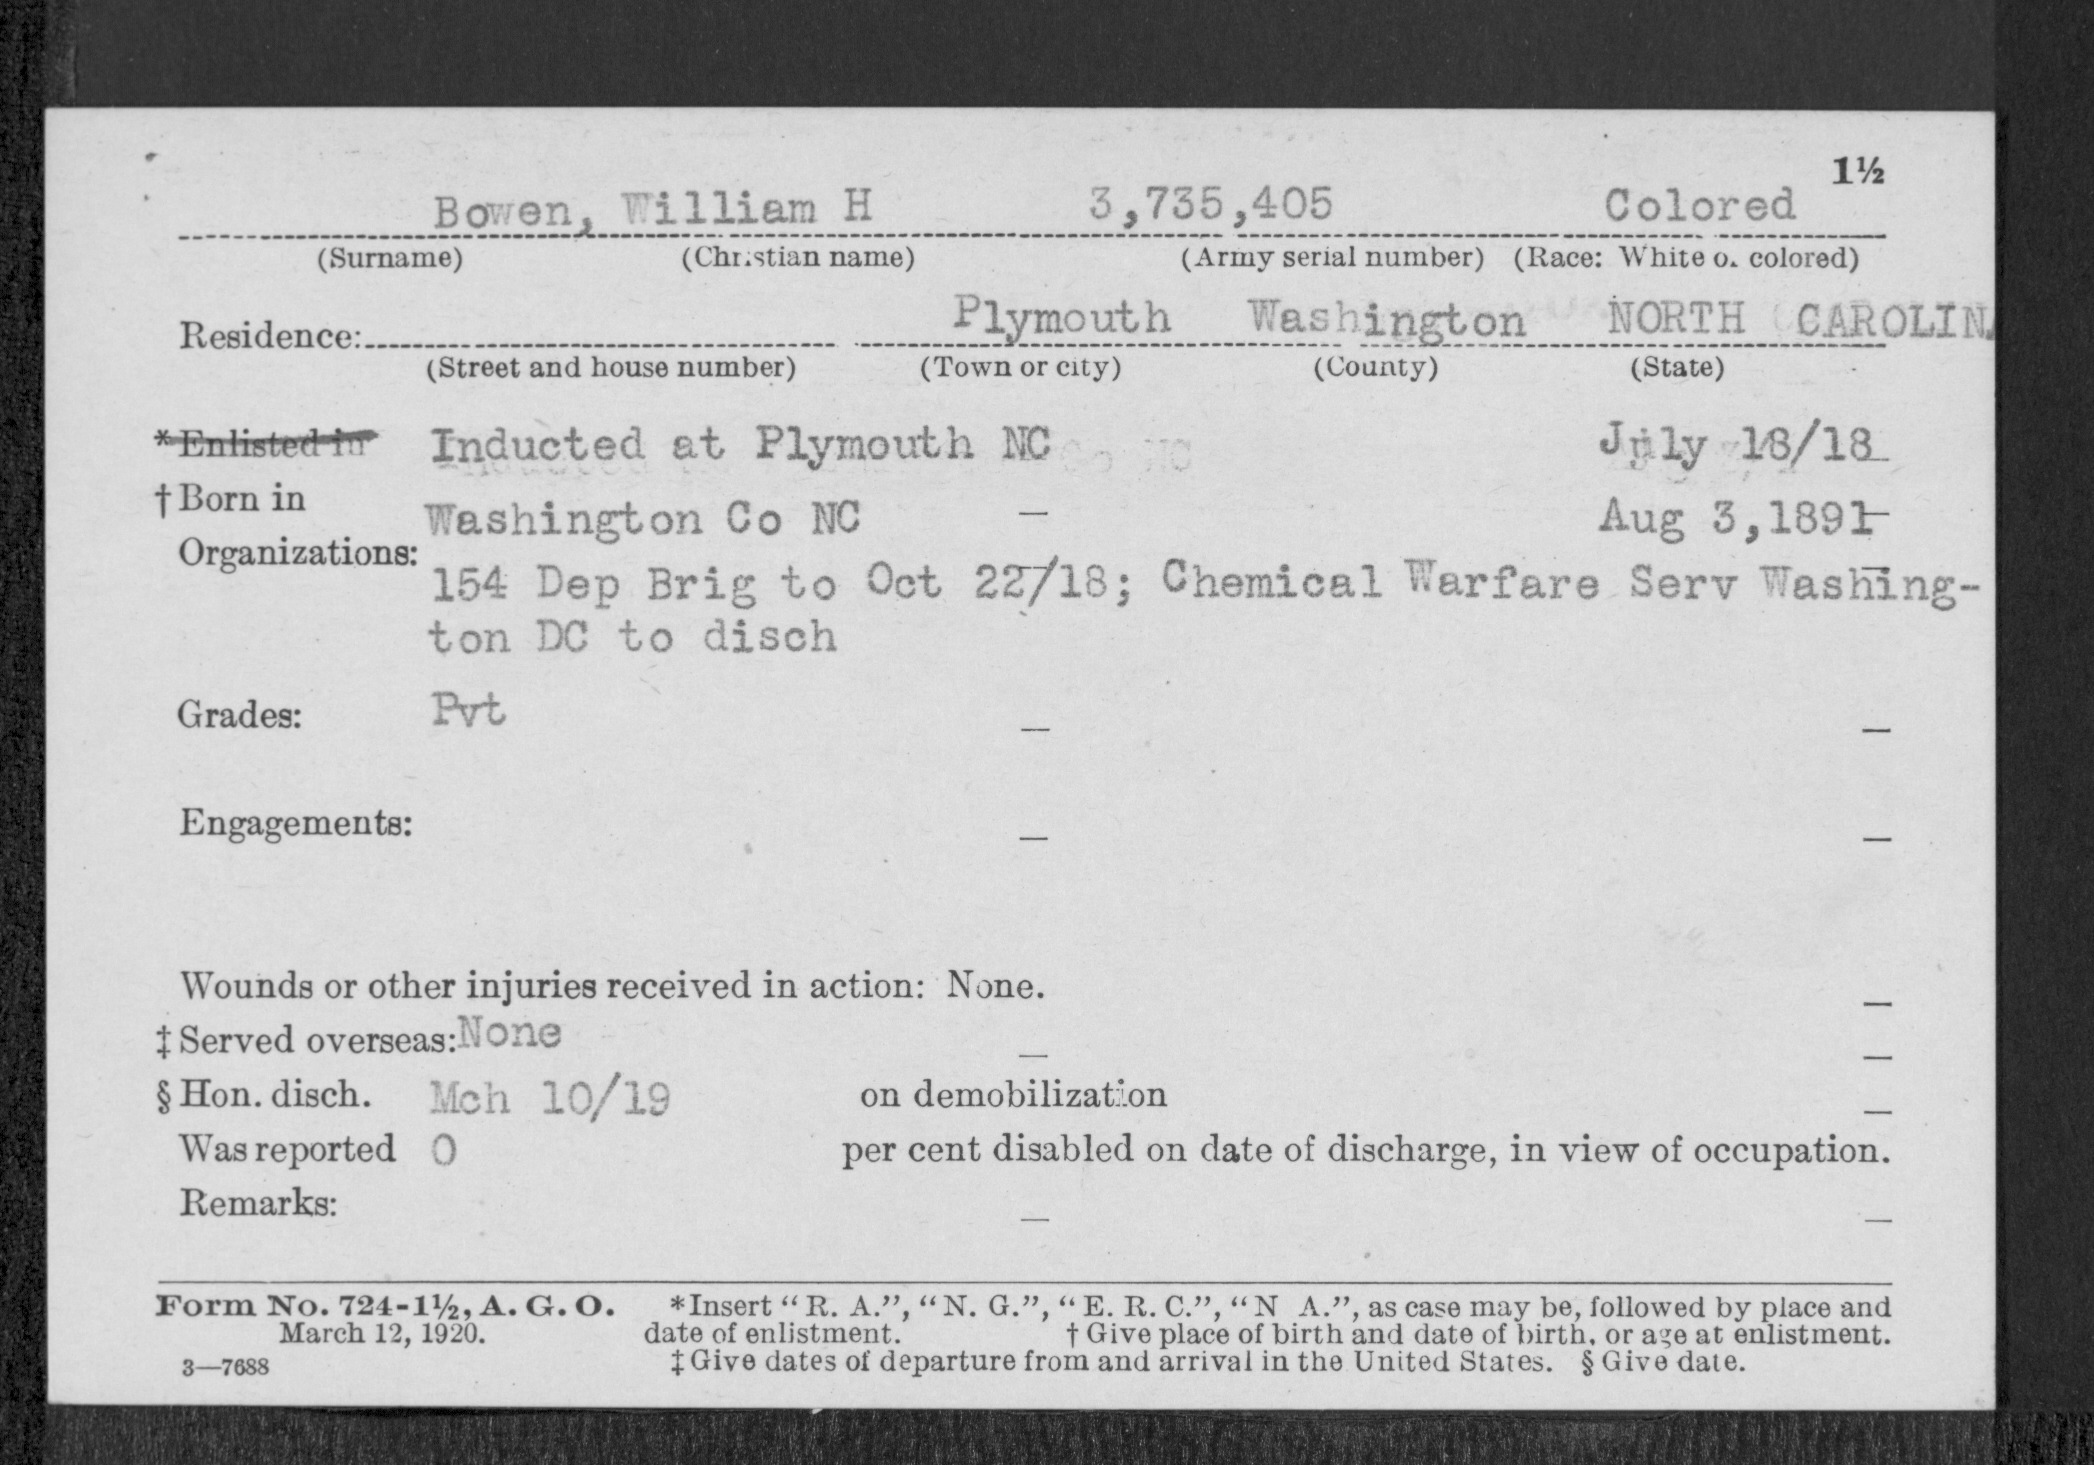 1½
Bowen, William H 3,735,405 Colored
(Surname) (Christian name) (Army serial number) (Race: White or colored)
Residence: Plymouth Washington NORTH CAROLINA
(Street and house number) (Town or city) (County) (State)
*Enlisted in Inducted at Plymouth NC July 18/18
†Born in Washington Co NC Aug 3,1891
Organizations: 154 Dep Brig to Oct 22/18; Chemical Warfare Serv Washing-
ton DC to disch
Grades: Pvt
Engagements:
Wounds or other injuries received in action: None.
‡Served overseas: None
§Hon. disch. Mch 10/19 on demobilization
Was reported 0 per cent disabled on date of discharge, in view of occupation.
Remarks:
Form No. 724-1½, A. G. O. *Insert "R. A.", "N. G.", "E. R. C.", "N A.", as case may be, followed by place and
March 12, 1920. date of enlistment. †Give place of birth and date of birth, or age at enlistment.
3—7688 ‡Give dates of departure from and arrival in the United States. §Give date.